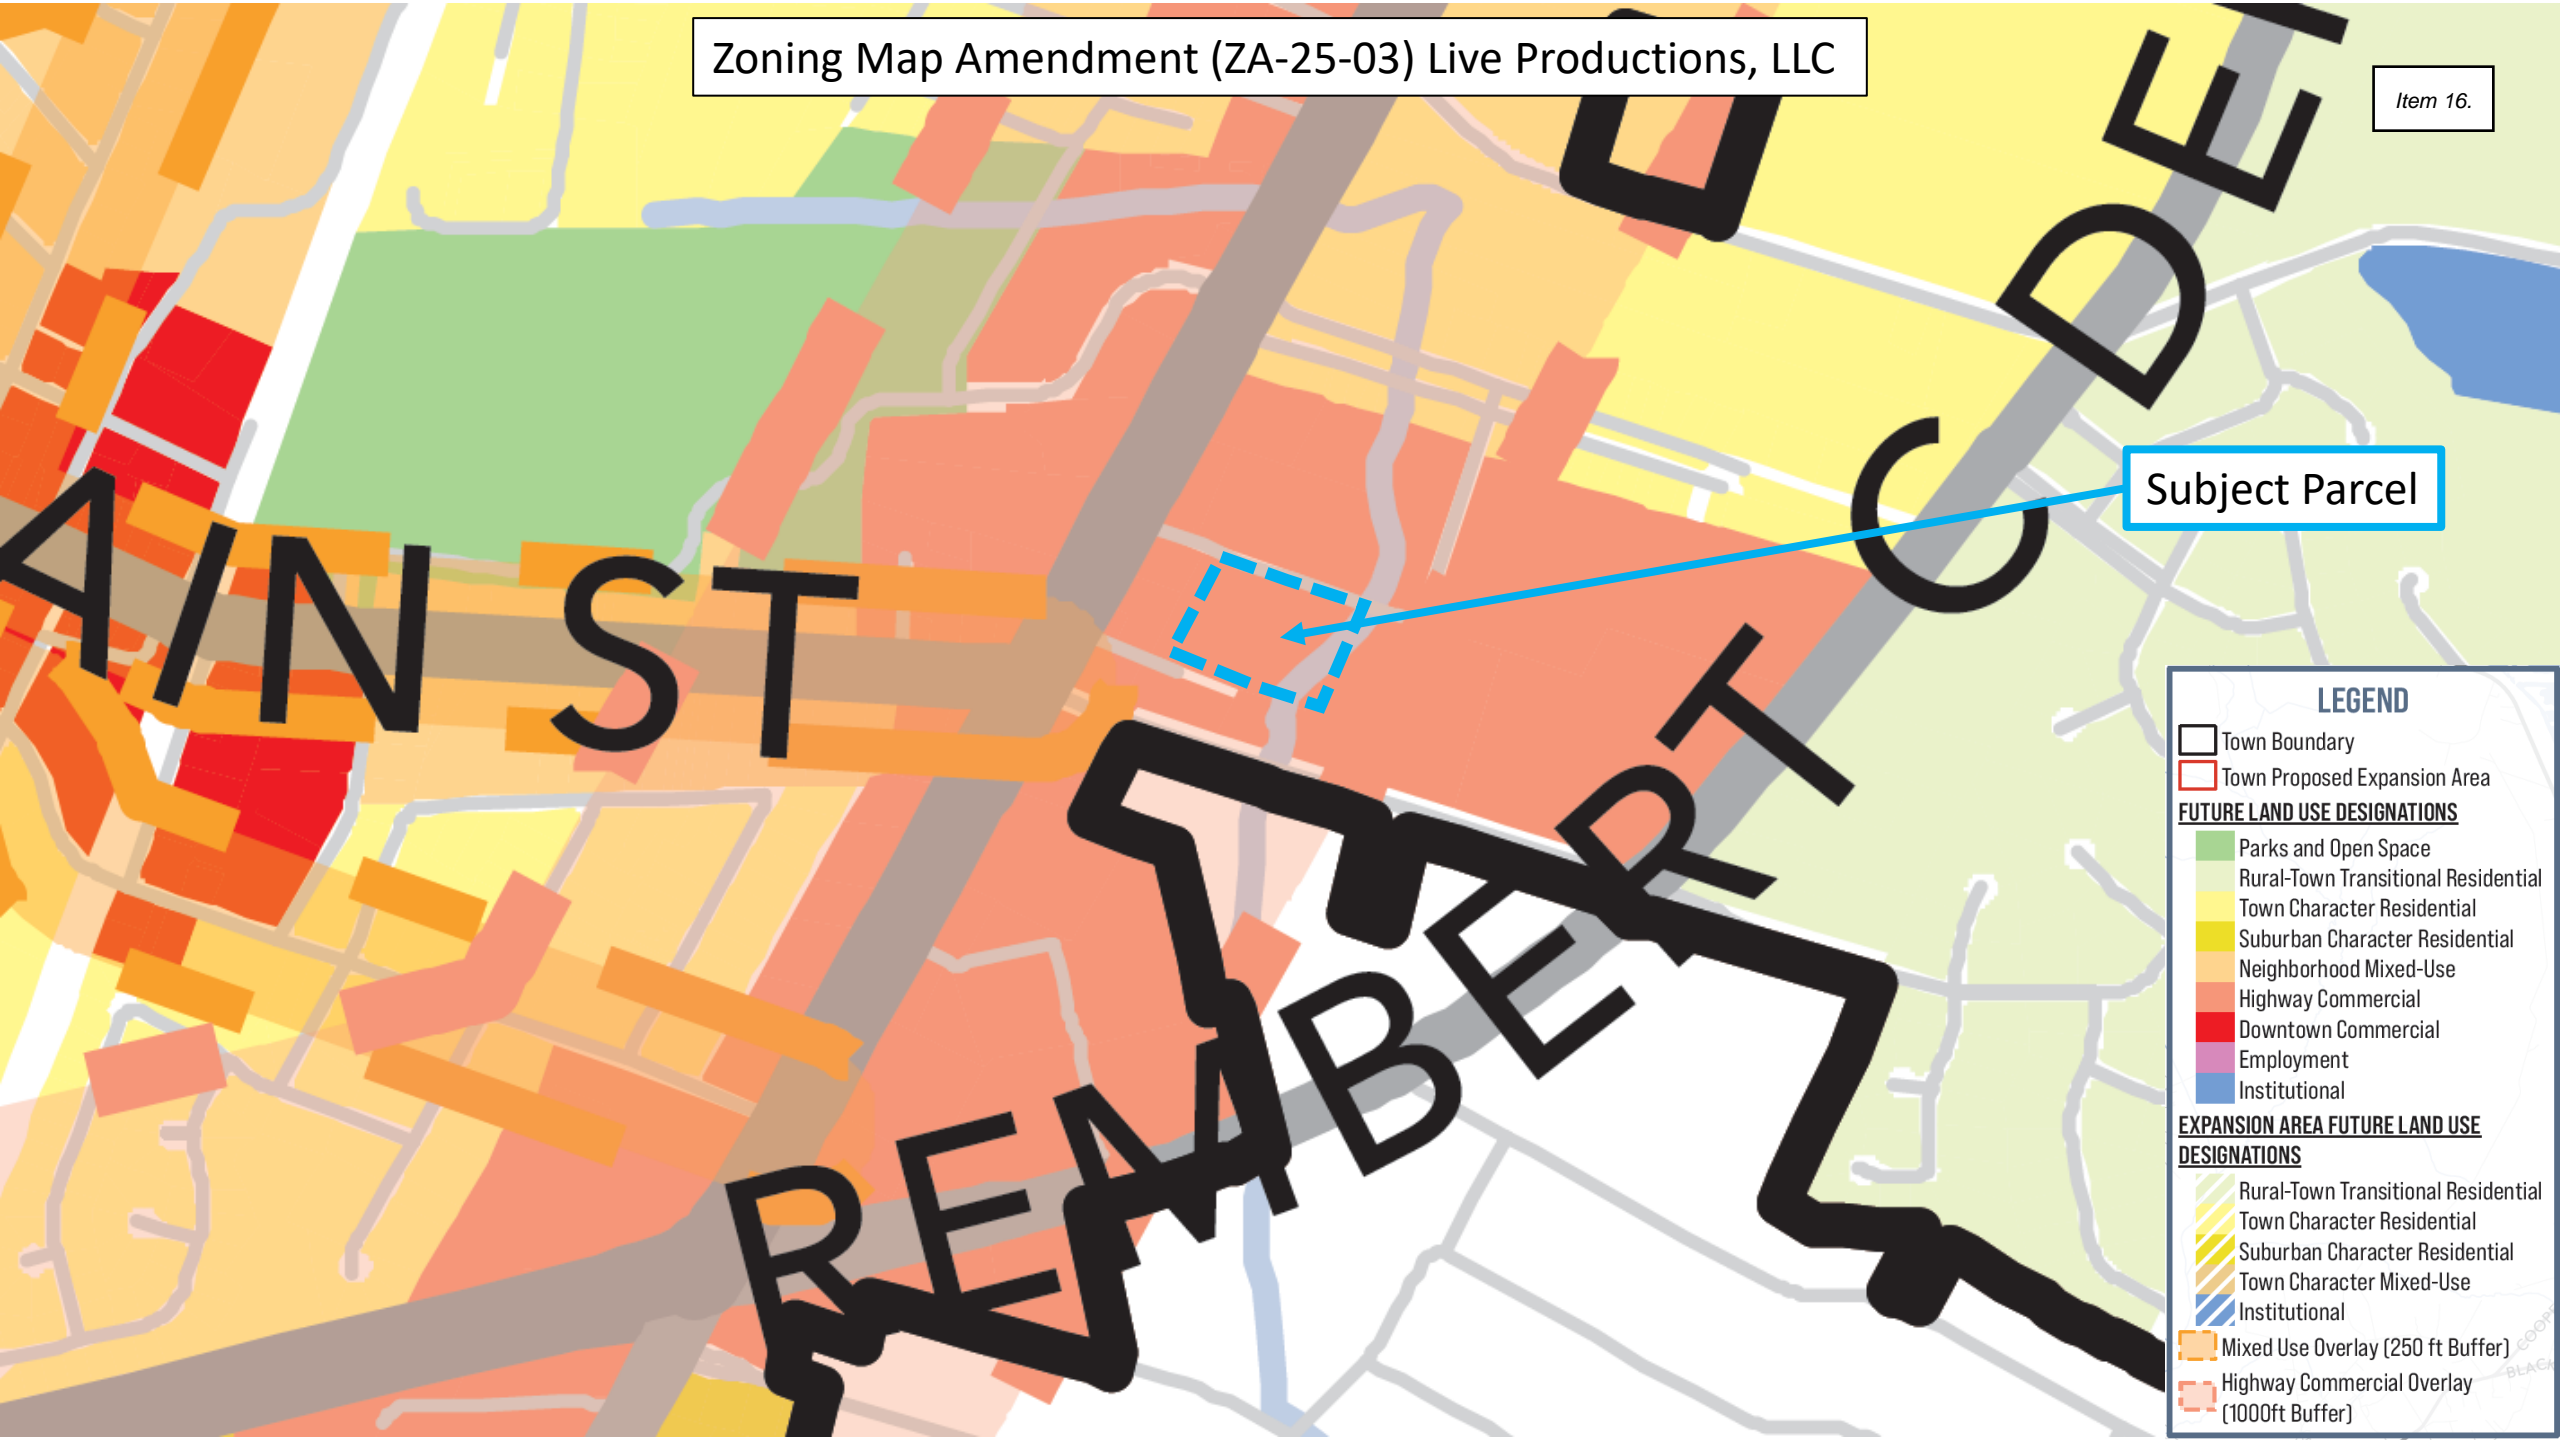 Zoning Map Amendment (ZA-25-03) Live Productions, LLC
Item 16.
Subject Parcel
AIN ST
REMBERT C DE
LEGEND
Town Boundary
Town Proposed Expansion Area
FUTURE LAND USE DESIGNATIONS
Parks and Open Space
Rural-Town Transitional Residential
Town Character Residential
Suburban Character Residential
Neighborhood Mixed-Use
Highway Commercial
Downtown Commercial
Employment
Institutional
EXPANSION AREA FUTURE LAND USE
DESIGNATIONS
Rural-Town Transitional Residential
Town Character Residential
Suburban Character Residential
Town Character Mixed-Use
Institutional
Mixed Use Overlay (250 ft Buffer)
Highway Commercial Overlay
(1000ft Buffer)
COOPE
BLACK